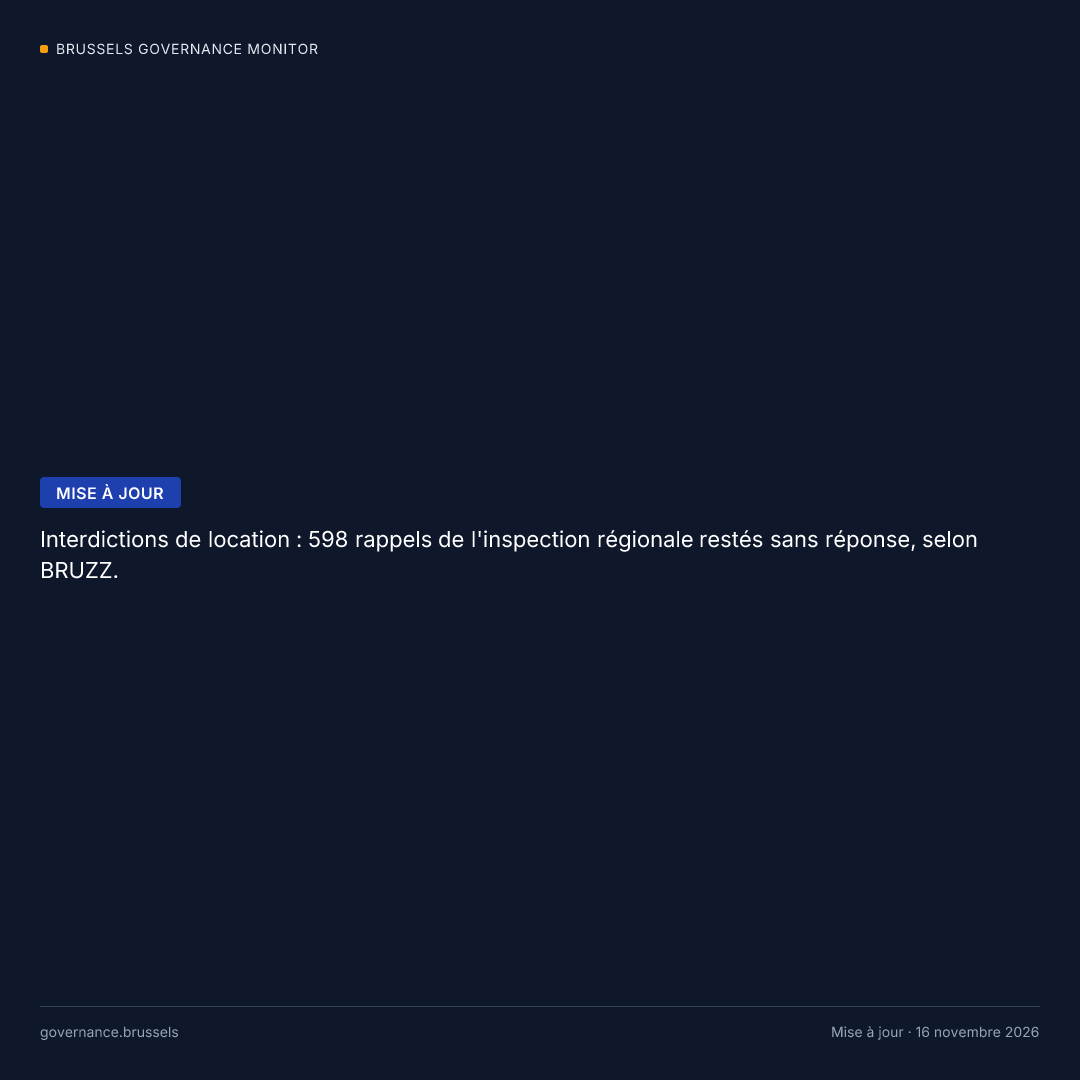 BRUSSELS GOVERNANCE MONITOR
MISE À JOUR
Interdictions de location : 598 rappels de l'inspection régionale restés sans réponse, selon
BRUZZ.
governance.brussels
Mise à jour · 16 novembre 2026